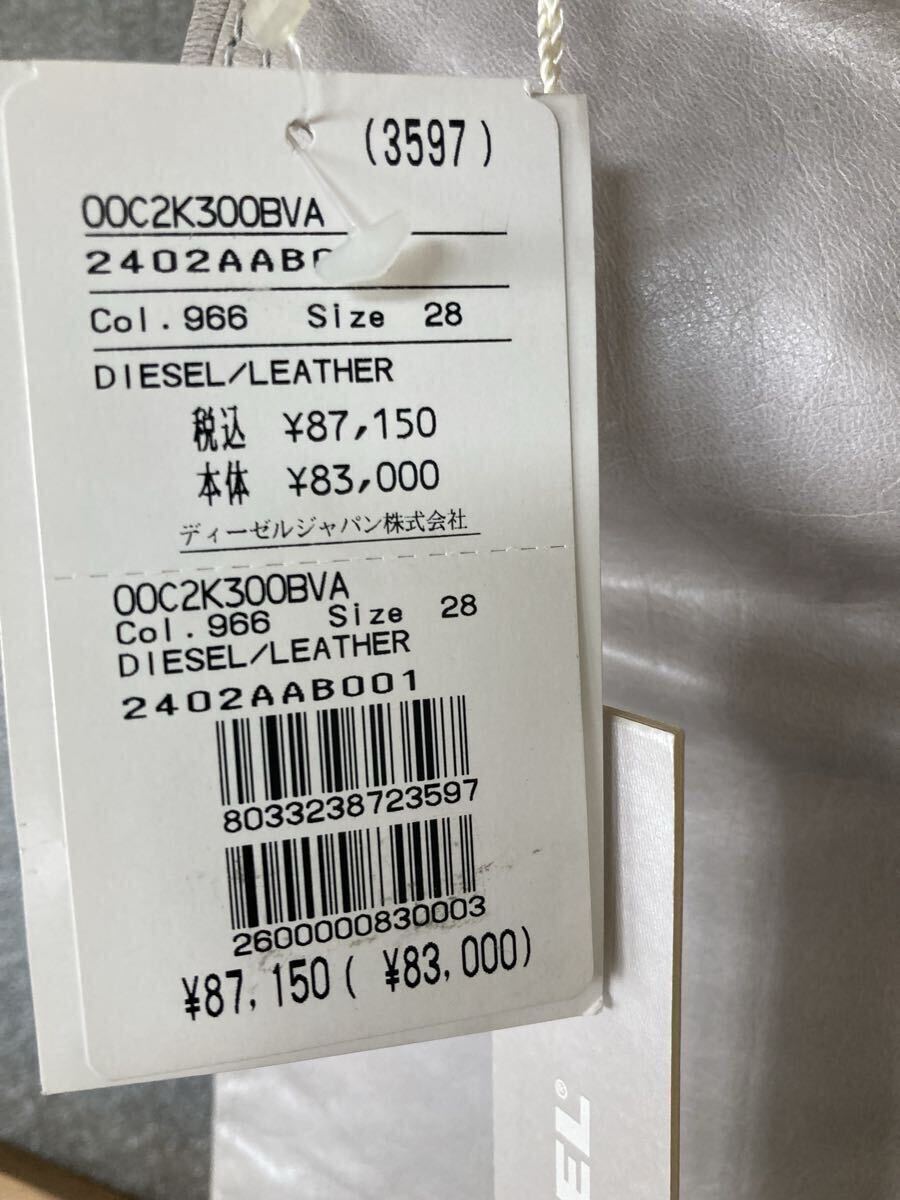 (3597)
00C2K300BVA
2402AAB0
Col.966 Size 28
DIESEL/LEATHER
税込 ¥87,150
本体 ¥83,000
ディーゼルジャパン株式会社
00C2K300BVA
Col.966 Size 28
DIESEL/LEATHER
2402AAB001
8033238723597
2600000830003
¥87,150( ¥83,000)
EL®